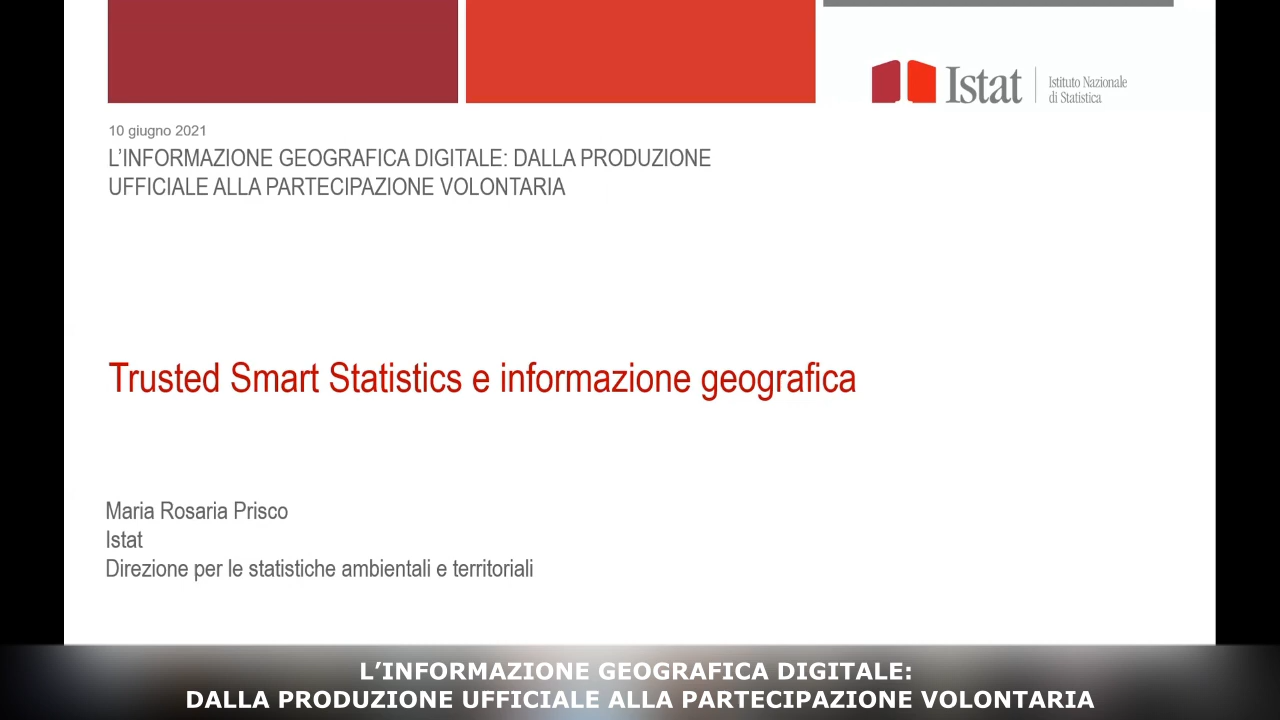 Istat
Istituto Nazionale
di Statistica
10 giugno 2021
L’INFORMAZIONE GEOGRAFICA DIGITALE: DALLA PRODUZIONE
UFFICIALE ALLA PARTECIPAZIONE VOLONTARIA
Trusted Smart Statistics e informazione geografica
Maria Rosaria Prisco
Istat
Direzione per le statistiche ambientali e territoriali
L’INFORMAZIONE GEOGRAFICA DIGITALE:
DALLA PRODUZIONE UFFICIALE ALLA PARTECIPAZIONE VOLONTARIA